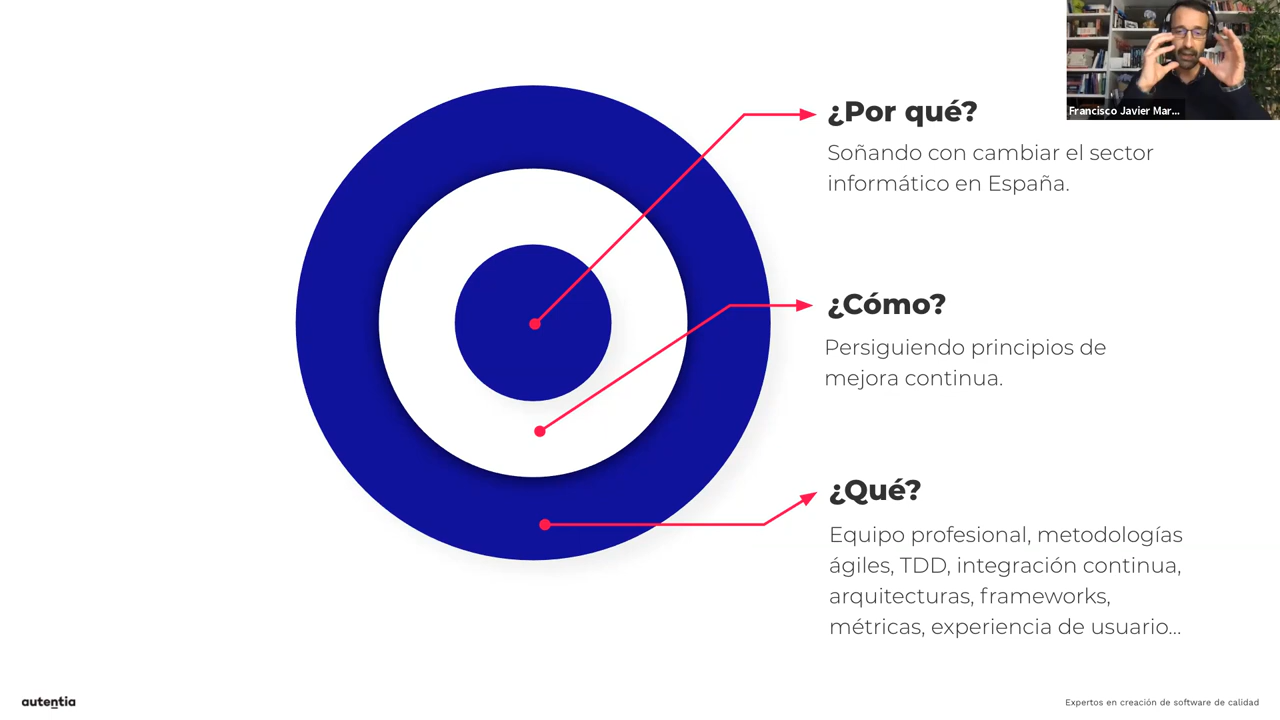 Francisco Javier Mar...
¿Por qué?
Soñando con cambiar el sector
informático en España.
¿Cómo?
Persiguiendo principios de
mejora continua.
¿Qué?
Equipo profesional, metodologías
ágiles, TDD, integración continua,
arquitecturas, frameworks,
métricas, experiencia de usuario...
autentia
Expertos en creación de software de calidad